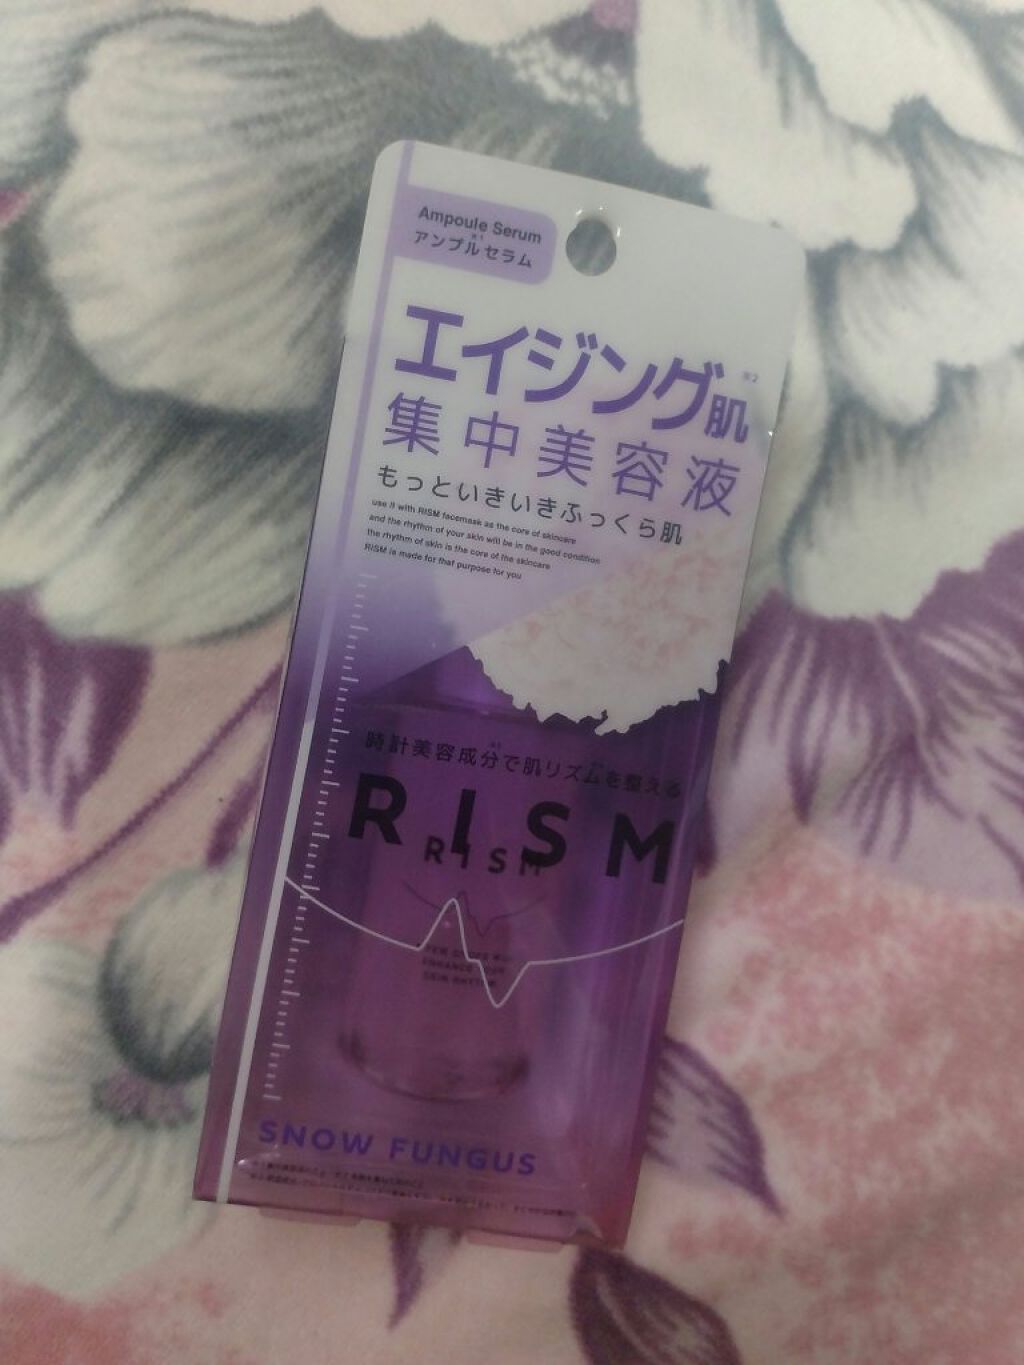 Ampoule Serum
アンプル※1セラム
エイジング肌※2
集中美容液
もっといきいきふっくら肌
use it with RISM facemask as the core of skincare
and the rhythm of your skin will be in the good condition
the rhythm of skin is the core of the skincare
RISM is made for that purpose for you
時計美容成分※3で肌リズムを整える
RISM
RISM
SNOW FUNGUS